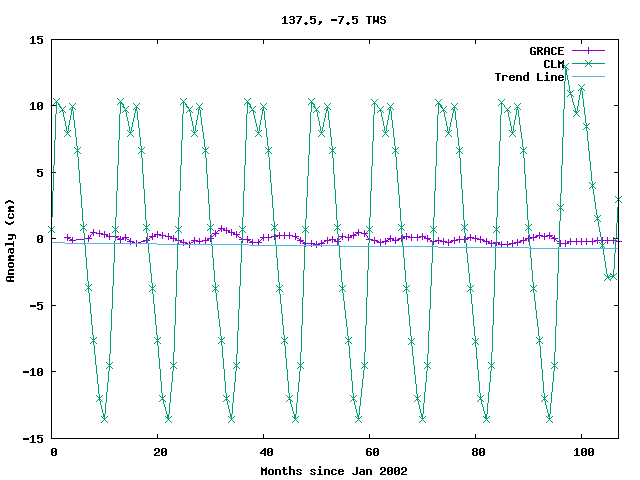 137.5, -7.5 TWS
GRACE
CLM
Trend Line
15
10
5
0
-5
-10
-15
Anomaly (cm)
0 20 40 60 80 100
Months since Jan 2002